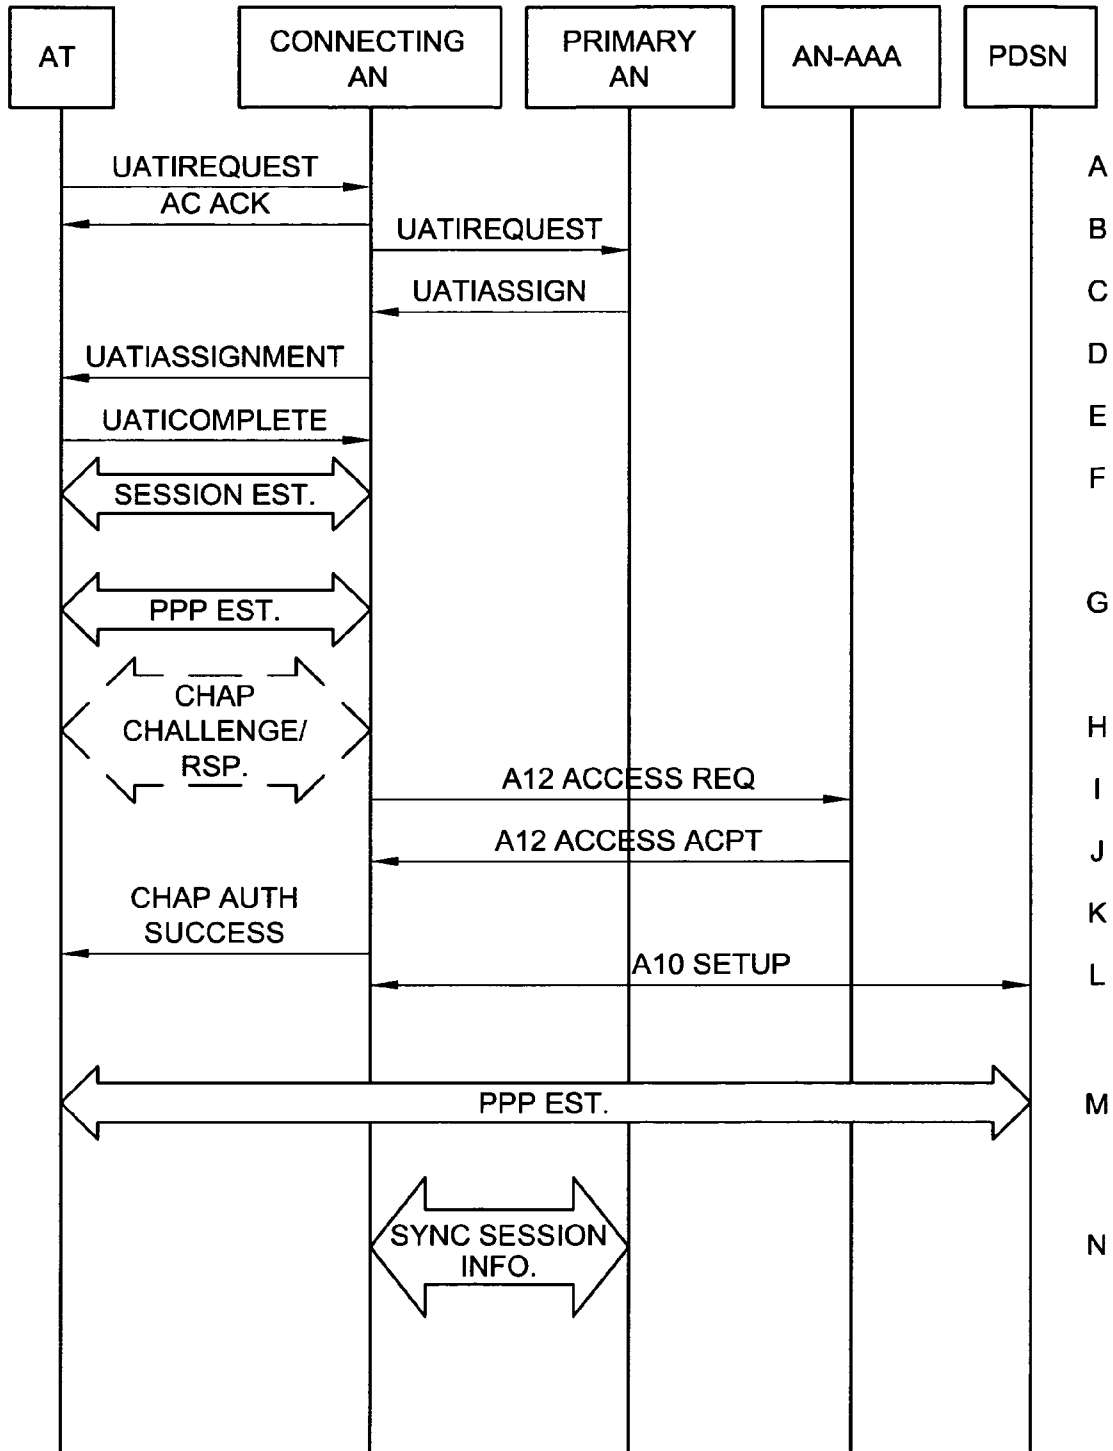 AT
CONNECTING
AN
PRIMARY
AN
AN-AAA
PDSN
UATIREQUEST
A
AC ACK
UATIREQUEST
B
UATIASSIGN
C
UATIASSIGNMENT
D
UATICOMPLETE
E
SESSION EST.
F
PPP EST.
G
CHAP
CHALLENGE/
RSP.
H
A12 ACCESS REQ
I
A12 ACCESS ACPT
J
CHAP AUTH
SUCCESS
K
A10 SETUP
L
PPP EST.
M
SYNC SESSION
INFO.
N